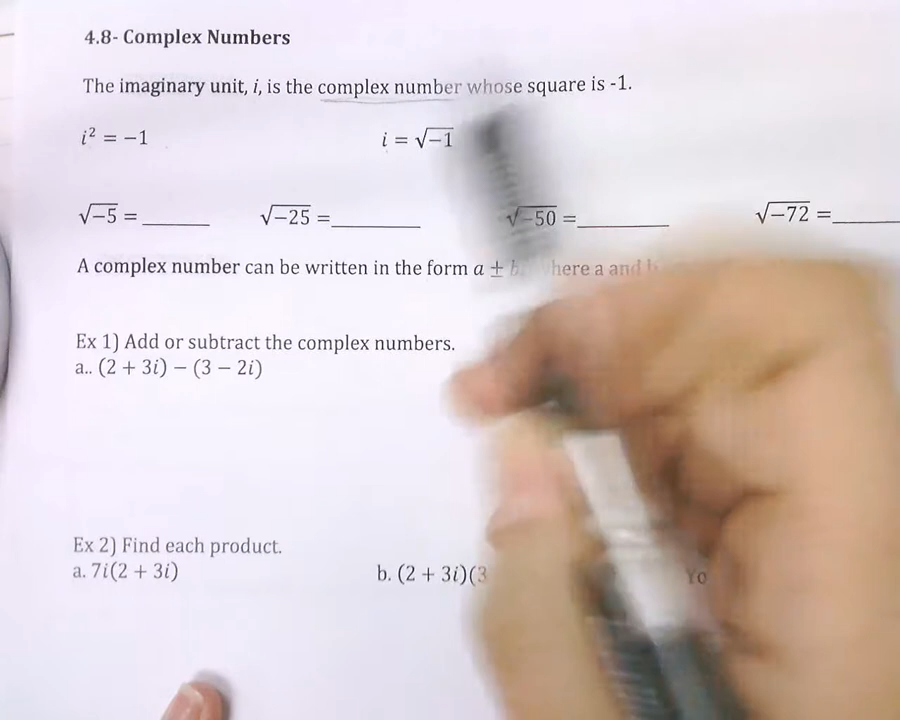 4.8- Complex Numbers
The imaginary unit, i, is the complex number whose square is -1.
i² = −1 i = √−1
√−5 = ______ √−25 = ________ √−50 = ________ √−72 = ______
A complex number can be written in the form a ± b here a and
Ex 1) Add or subtract the complex numbers.
a.. (2 + 3i) − (3 − 2i)
Ex 2) Find each product.
a. 7i(2 + 3i) b. (2 + 3i)(3 Yo